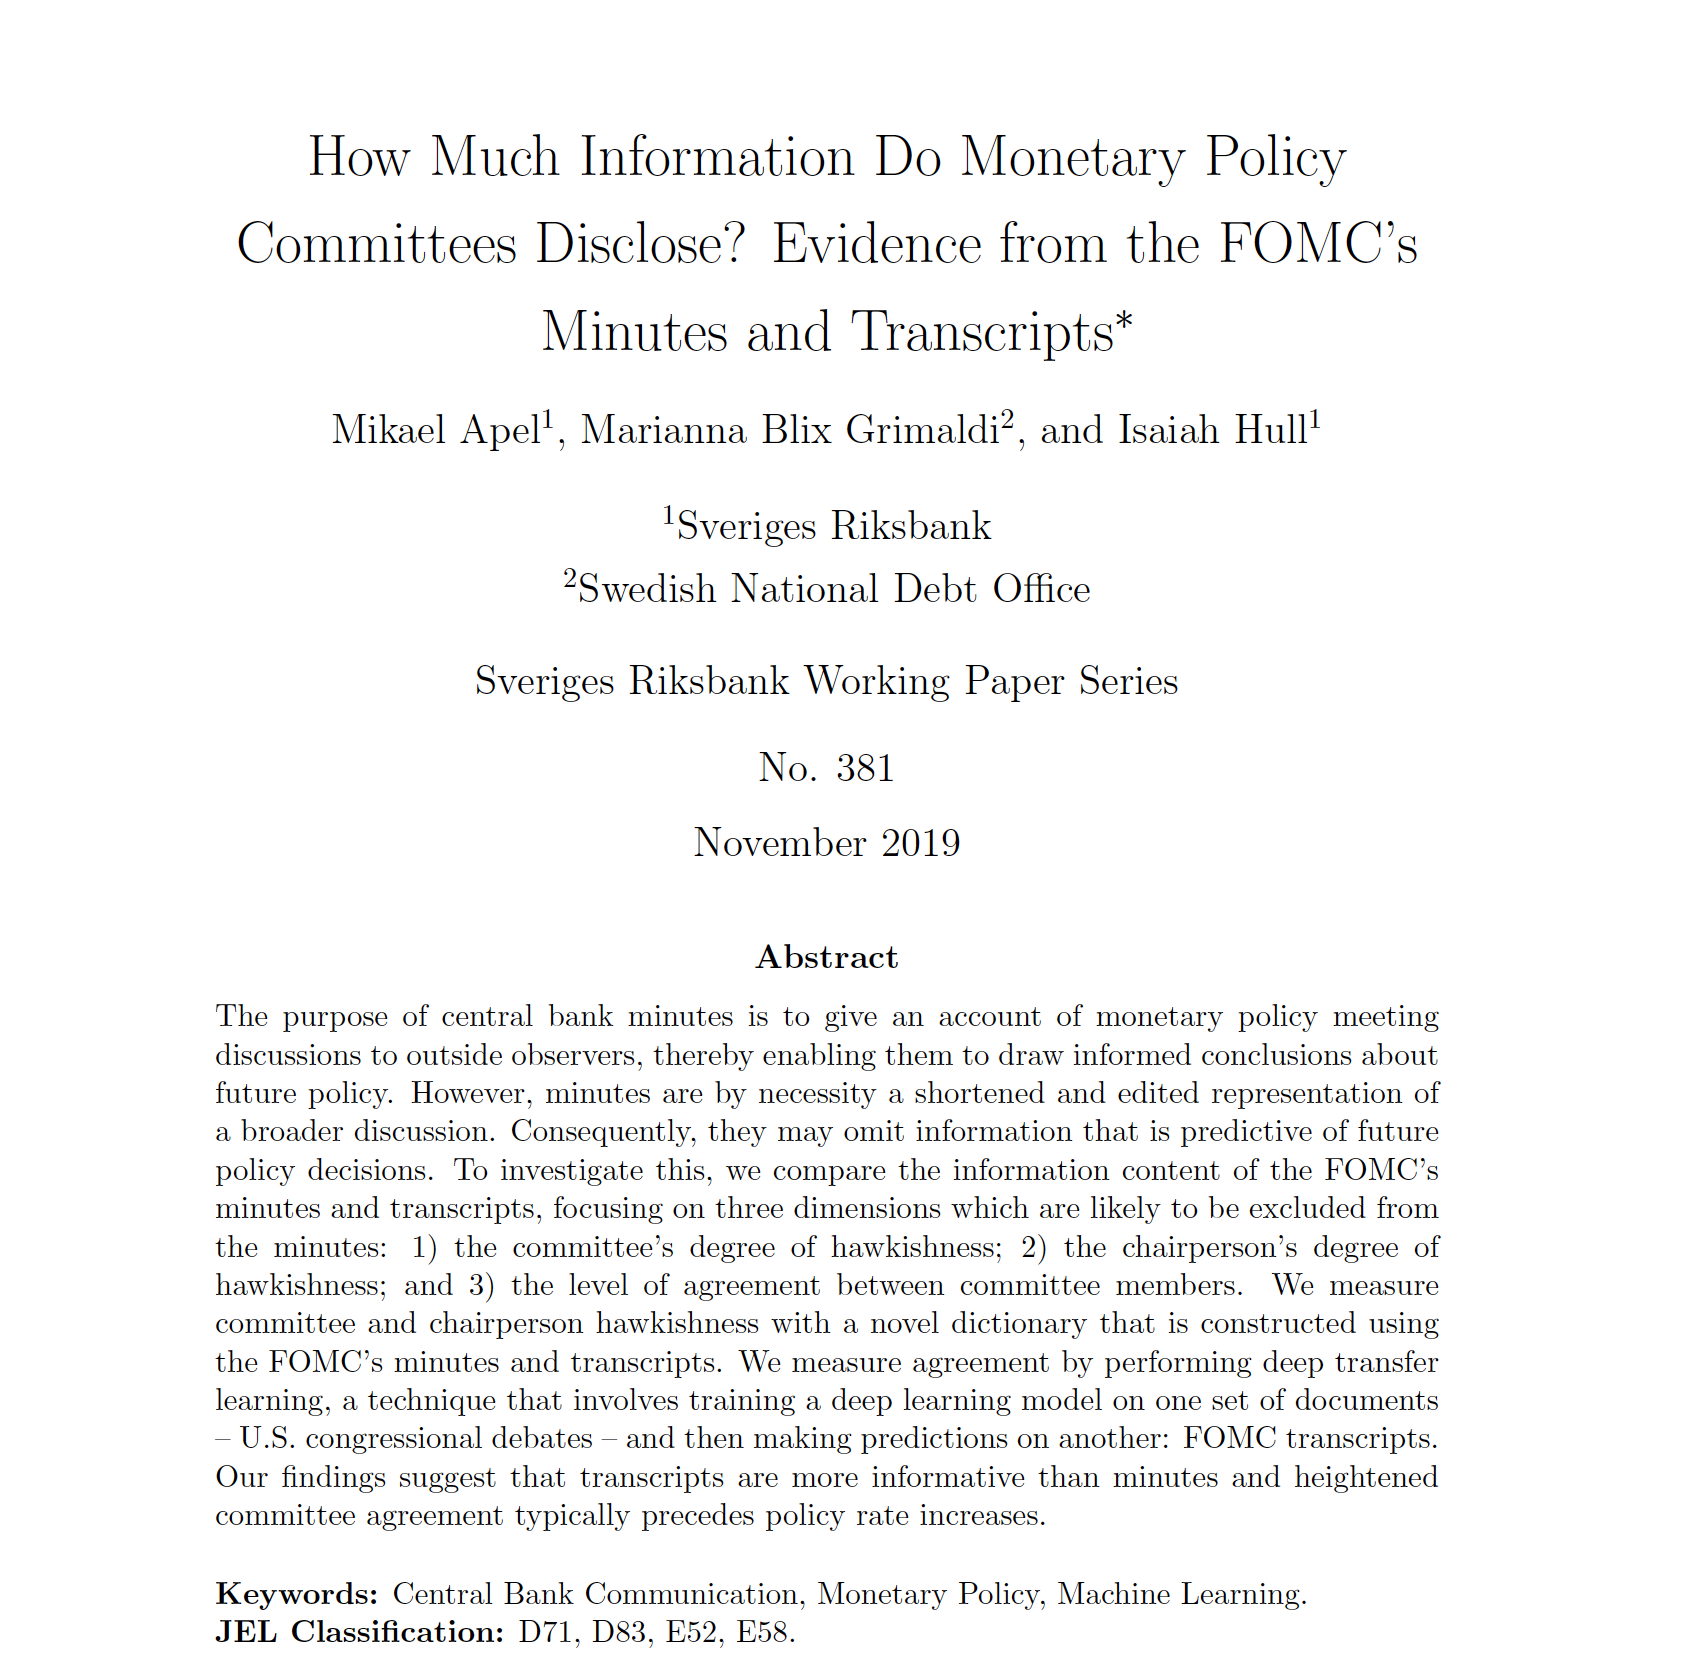 How Much Information Do Monetary Policy
Committees Disclose? Evidence from the FOMC's
Minutes and Transcripts*
Mikael Apel¹, Marianna Blix Grimaldi², and Isaiah Hull¹
¹Sveriges Riksbank
²Swedish National Debt Office
Sveriges Riksbank Working Paper Series
No. 381
November 2019
Abstract
The purpose of central bank minutes is to give an account of monetary policy meeting
discussions to outside observers, thereby enabling them to draw informed conclusions about
future policy. However, minutes are by necessity a shortened and edited representation of
a broader discussion. Consequently, they may omit information that is predictive of future
policy decisions. To investigate this, we compare the information content of the FOMC's
minutes and transcripts, focusing on three dimensions which are likely to be excluded from
the minutes: 1) the committee's degree of hawkishness; 2) the chairperson's degree of
hawkishness; and 3) the level of agreement between committee members. We measure
committee and chairperson hawkishness with a novel dictionary that is constructed using
the FOMC's minutes and transcripts. We measure agreement by performing deep transfer
learning, a technique that involves training a deep learning model on one set of documents
– U.S. congressional debates – and then making predictions on another: FOMC transcripts.
Our findings suggest that transcripts are more informative than minutes and heightened
committee agreement typically precedes policy rate increases.
Keywords: Central Bank Communication, Monetary Policy, Machine Learning.
JEL Classification: D71, D83, E52, E58.